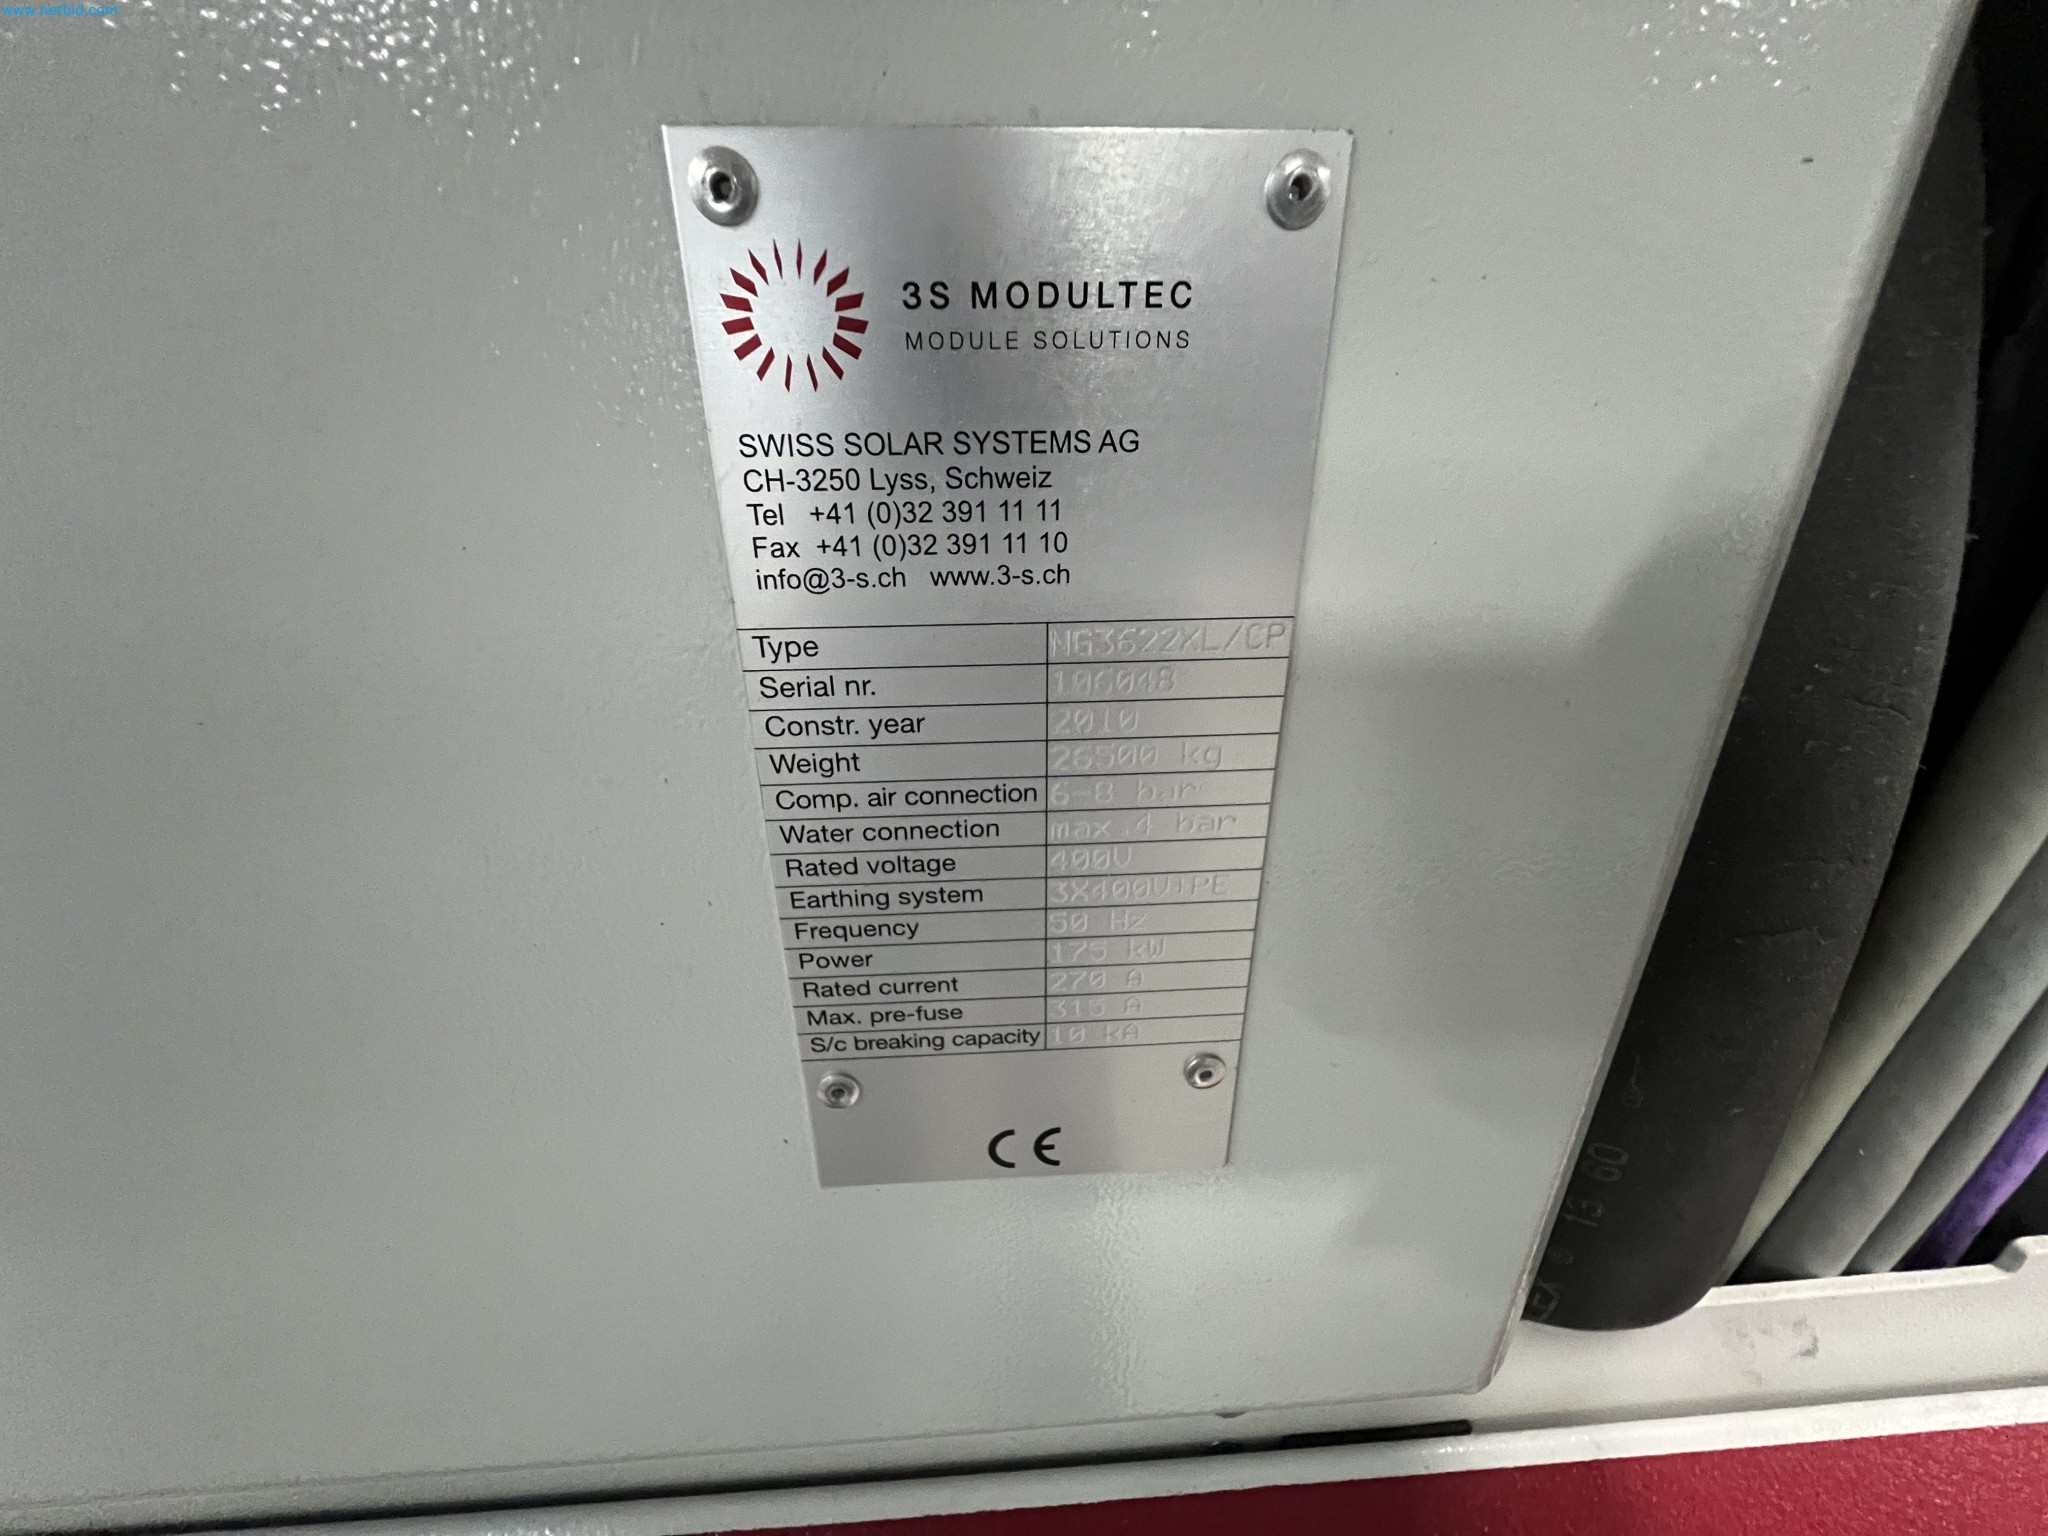 www.netbid.com
3S MODULTEC
MODULE SOLUTIONS
SWISS SOLAR SYSTEMS AG
CH-3250 Lyss, Schweiz
Tel +41 (0)32 391 11 11
Fax +41 (0)32 391 11 10
info@3-s.ch www.3-s.ch
Type NG3622XL/CP
Serial nr. 106048
Constr. year 2010
Weight 26500 kg
Comp. air connection 6-8 bar
Water connection max.4 bar
Rated voltage 400V
Earthing system 3X400V+PE
Frequency 50 Hz
Power 175 kW
Rated current 270 A
Max. pre-fuse 315 A
S/c breaking capacity 10 kA
CE
13 60